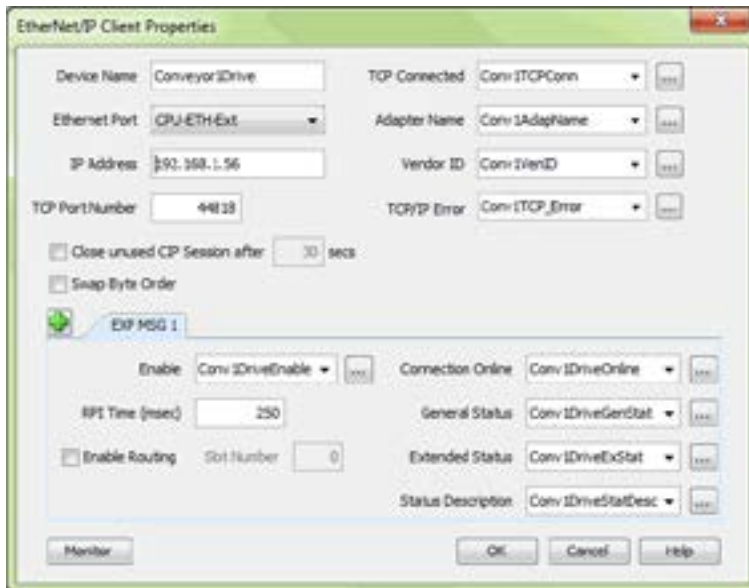 EtherNet/IP Client Properties
Device Name Conveyor1Drive TCP Connected Conv1TCPConn ...
Ethernet Port CPU-ETH-Ext Adapter Name Conv1AdapName ...
IP Address 192.168.1.56 Vendor ID Conv1VenID ...
TCP Port Number 44818 TCP/IP Error Conv1TCP_Error ...
Close unused CIP Session after 30 secs
Swap Byte Order
EXP MSG 1
Enable Conv1DriveEnable ... Connection Online Conv1DriveOnline ...
RPI Time (msec) 250 General Status Conv1DriveGenStat ...
Enable Routing Slot Number 0 Extended Status Conv1DriveExStat ...
Status Description Conv1DriveStatDesc ...
Monitor OK Cancel Help